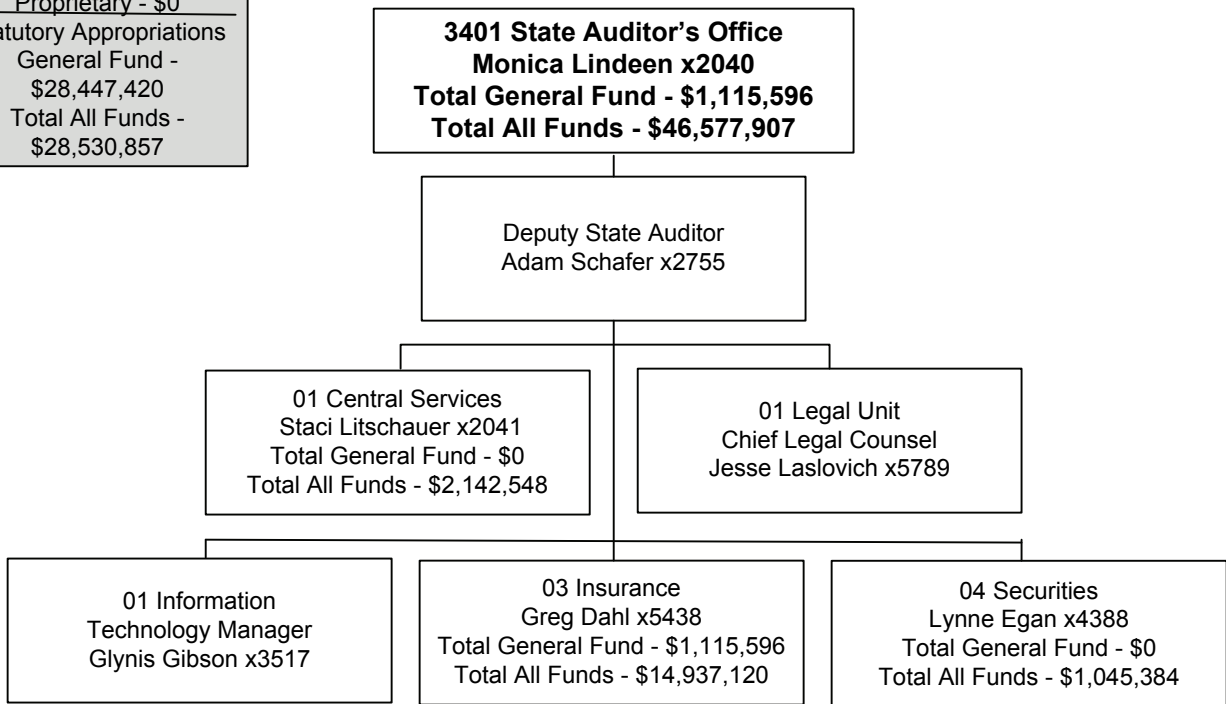 Proprietary - $0
General Fund -
$28,447,420
Total All Funds -
$28,530,857
Appropriations
3401 State Auditor's Office
Monica Lindeen x2040
Total General Fund - $1,115,596
Total All Funds - $46,577,907
Deputy State Auditor
Adam Schafer x2755
01 Central Services
Staci Litschauer x2041
Total General Fund - $0
Total All Funds - $2,142,548
01 Legal Unit
Chief Legal Counsel
Jesse Laslovich x5789
01 Information
Technology Manager
Glynis Gibson x3517
03 Insurance
Greg Dahl x5438
Total General Fund - $1,115,596
Total All Funds - $14,937,120
04 Securities
Lynne Egan x4388
Total General Fund - $0
Total All Funds - $1,045,384